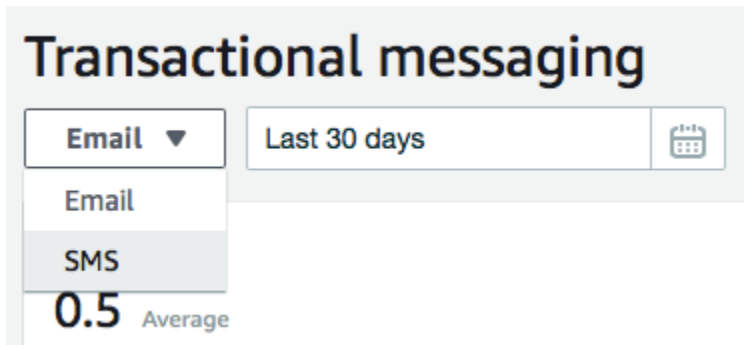 Transactional messaging
Email Last 30 days
Email
SMS
0.5 Average